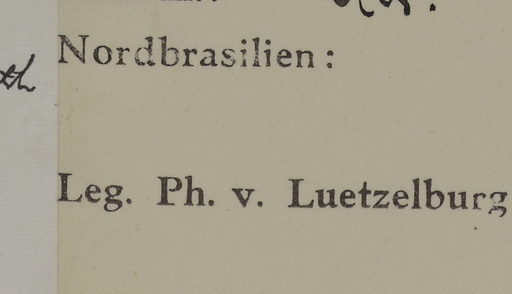 Nordbrasilien:
Leg. Ph. v. Luetzelburg